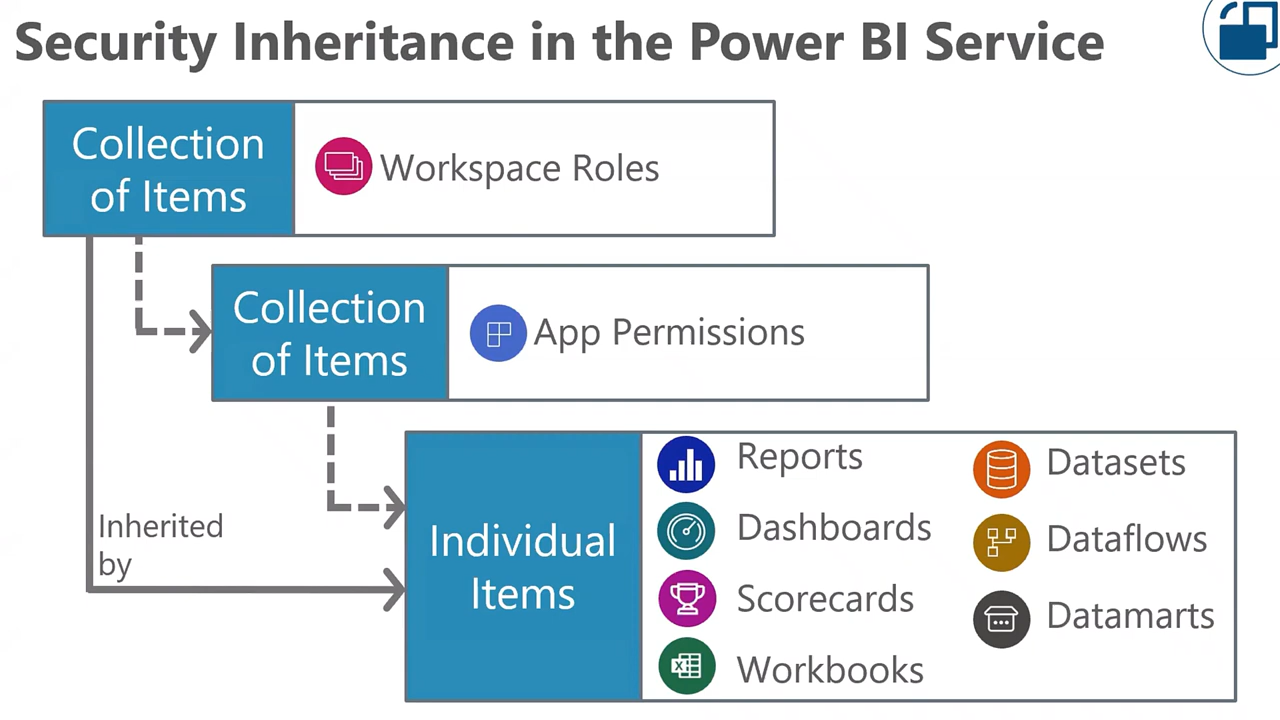 Security Inheritance in the Power BI Service
Collection
of Items
Workspace Roles
Collection
of Items
App Permissions
Inherited
by
Individual
Items
Reports
Dashboards
Scorecards
Workbooks
Datasets
Dataflows
Datamarts